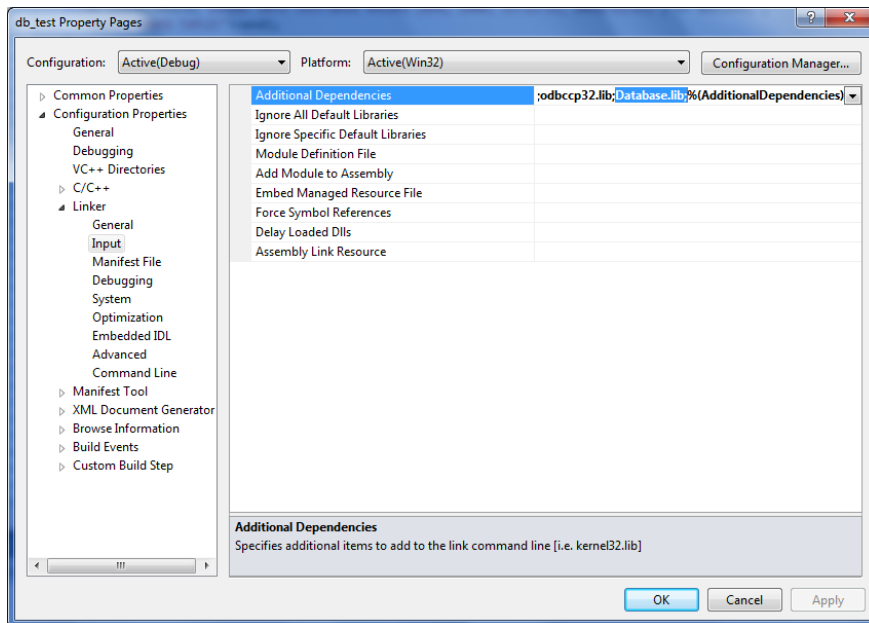 db_test Property Pages
Configuration: Active(Debug) Platform: Active(Win32) Configuration Manager...
Common Properties
Configuration Properties
General
Debugging
VC++ Directories
C/C++
Linker
General
Input
Manifest File
Debugging
System
Optimization
Embedded IDL
Advanced
Command Line
Manifest Tool
XML Document Generator
Browse Information
Build Events
Custom Build Step
Additional Dependencies ;odbccp32.lib;Database.lib;%(AdditionalDependencies)
Ignore All Default Libraries
Ignore Specific Default Libraries
Module Definition File
Add Module to Assembly
Embed Managed Resource File
Force Symbol References
Delay Loaded Dlls
Assembly Link Resource
Additional Dependencies
Specifies additional items to add to the link command line [i.e. kernel32.lib]
OK Cancel Apply